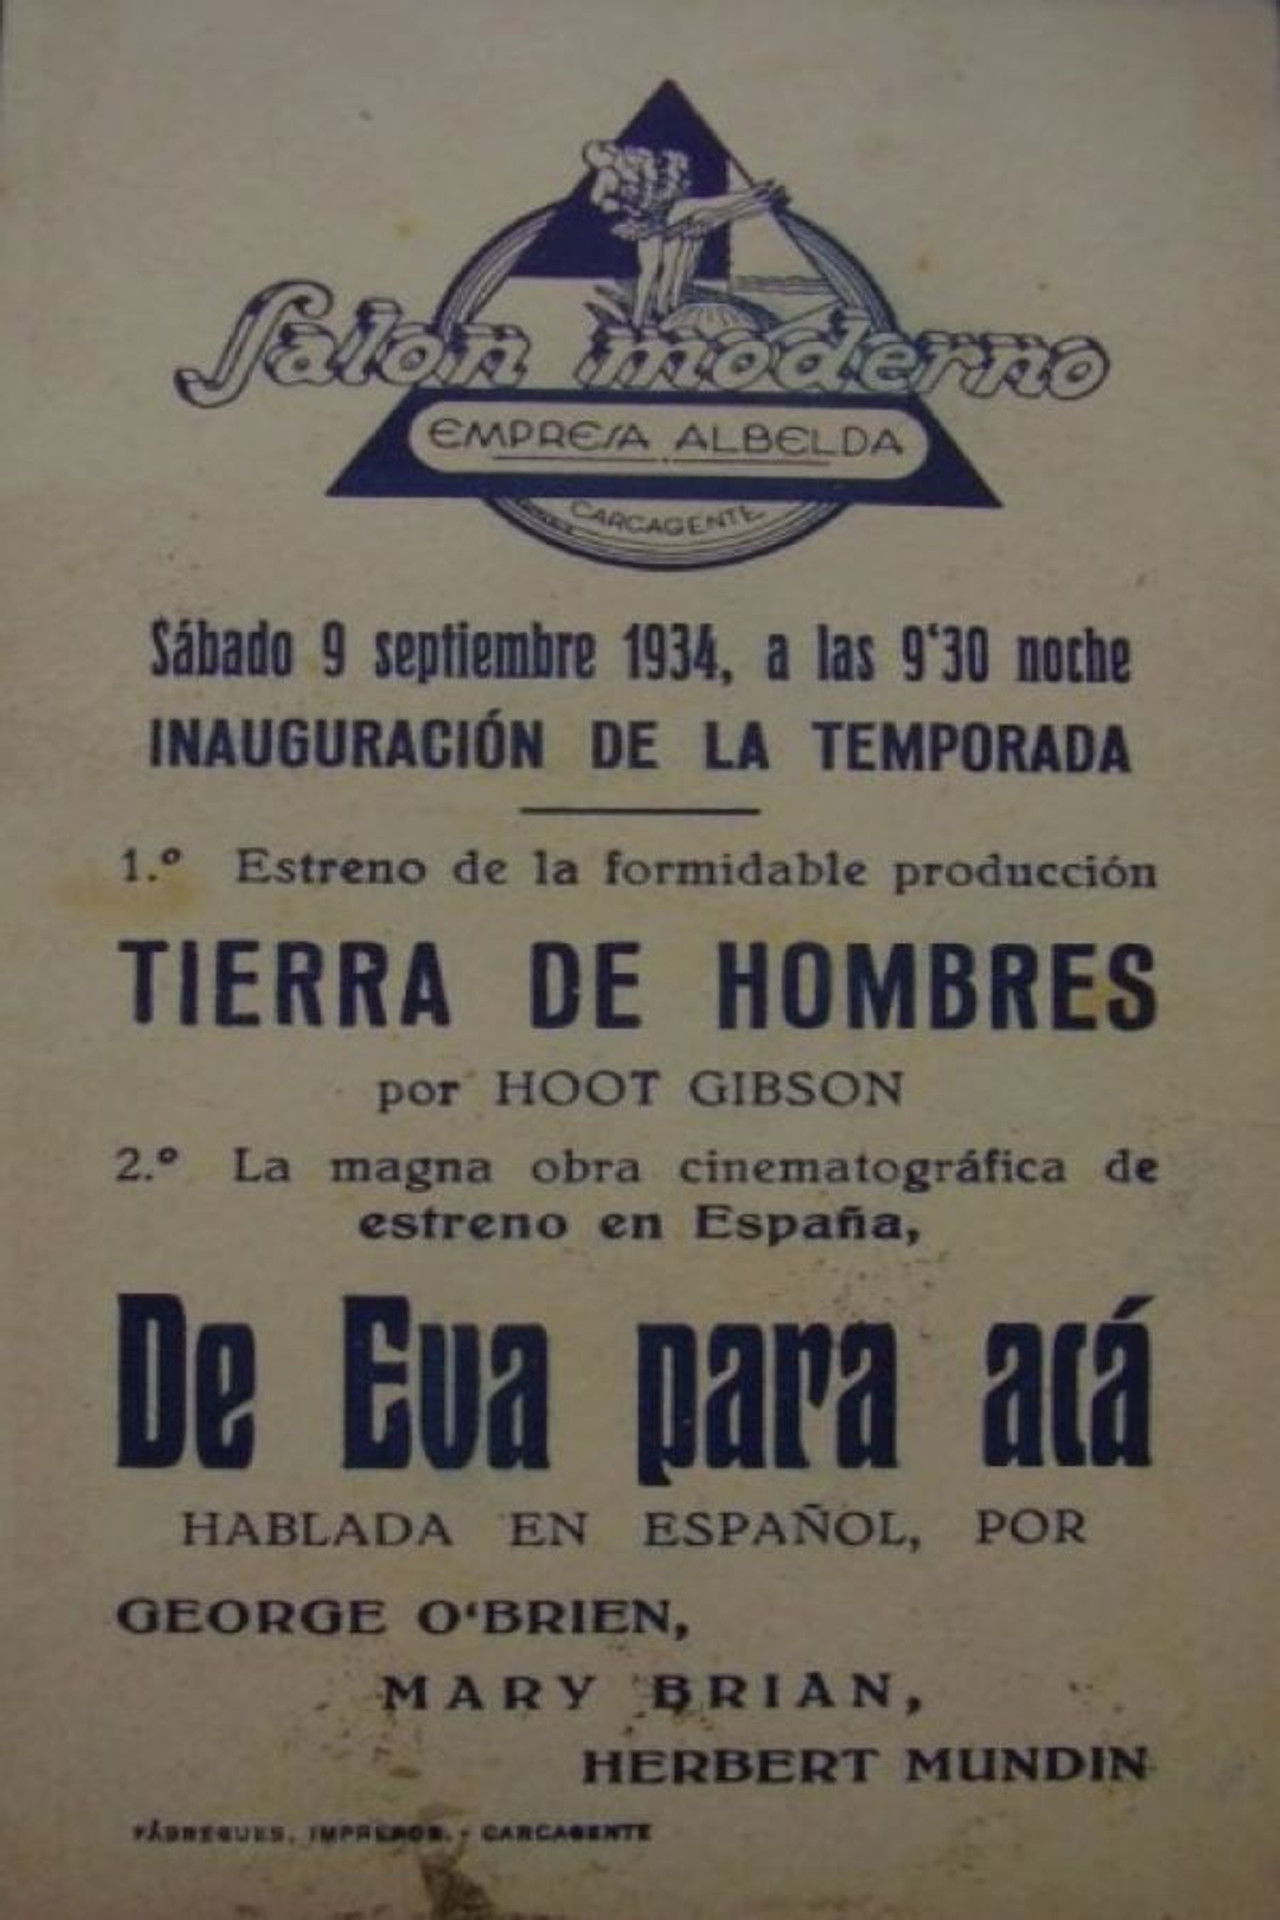 Salon moderno
EMPRESA ALBELDA
CARCAGENTE
Sábado 9 septiembre 1934, a las 9‘30 noche
INAUGURACIÓN DE LA TEMPORADA
1.º Estreno de la formidable producción
TIERRA DE HOMBRES
por HOOT GIBSON
2.º La magna obra cinematográfica de
estreno en España,
De Eva para acá
HABLADA EN ESPAÑOL, POR
GEORGE O‘BRIEN,
MARY BRIAN,
HERBERT MUNDIN
FÁBREGUES, IMPRESOR. - CARCAGENTE